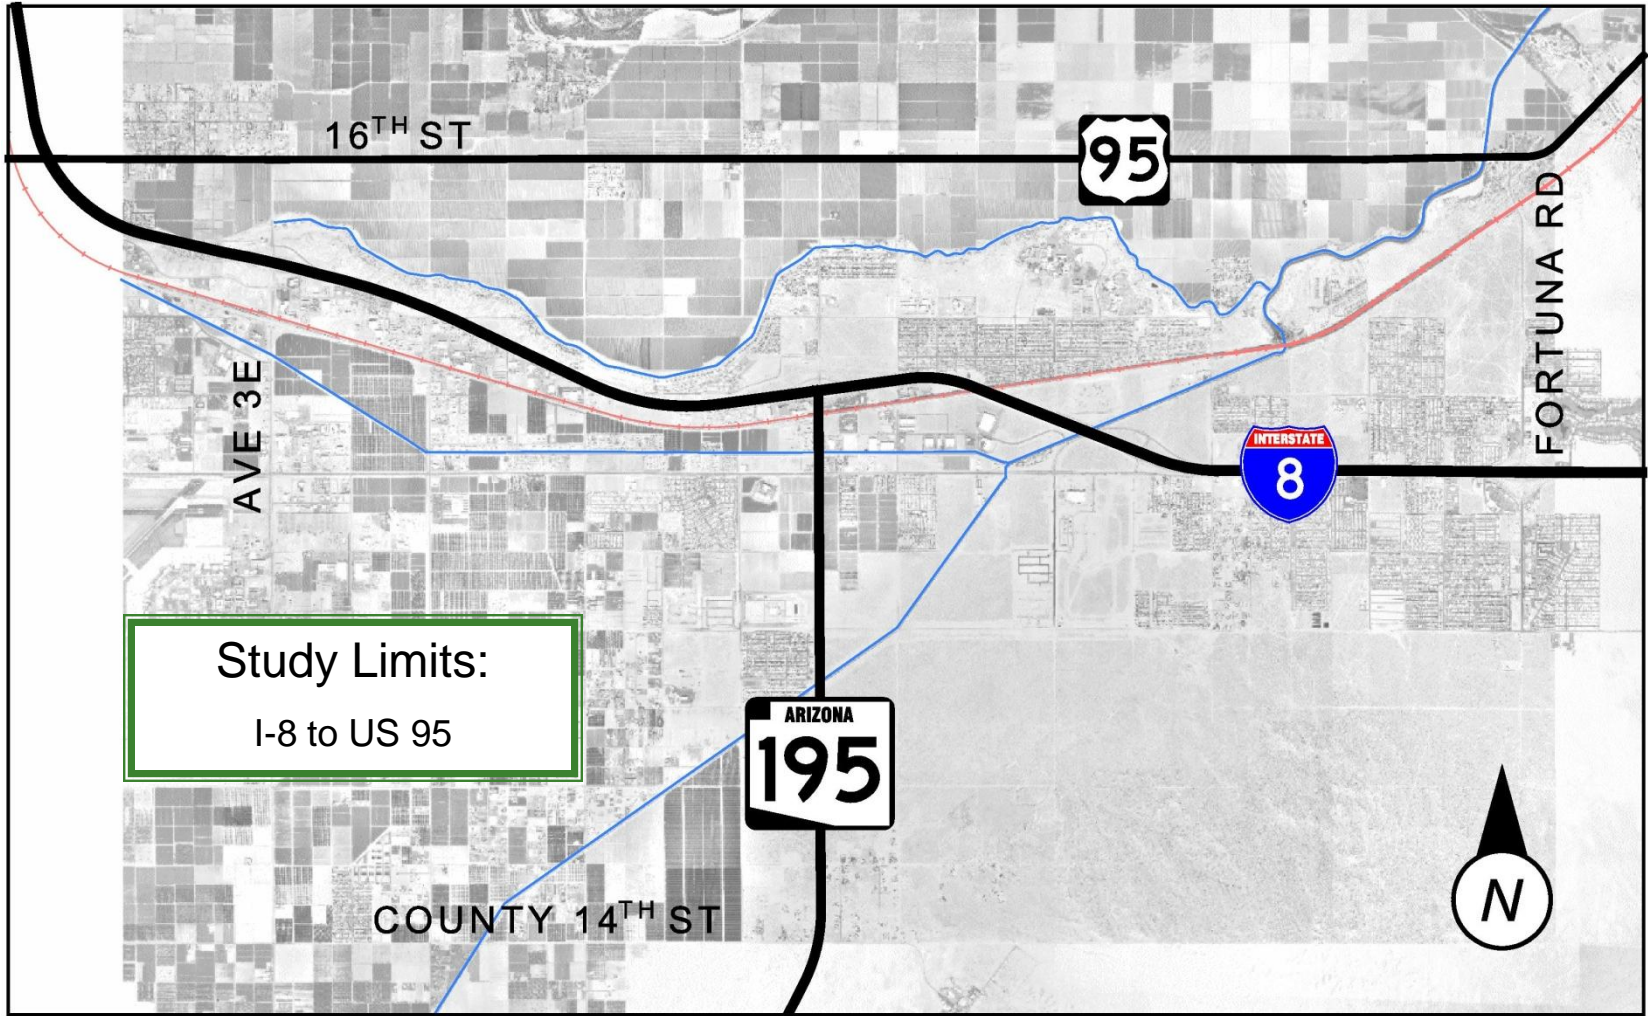 16TH ST
95
FORTUNA RD
AVE 3E
INTERSTATE
8
Study Limits:
I-8 to US 95
ARIZONA
195
COUNTY 14TH ST
N